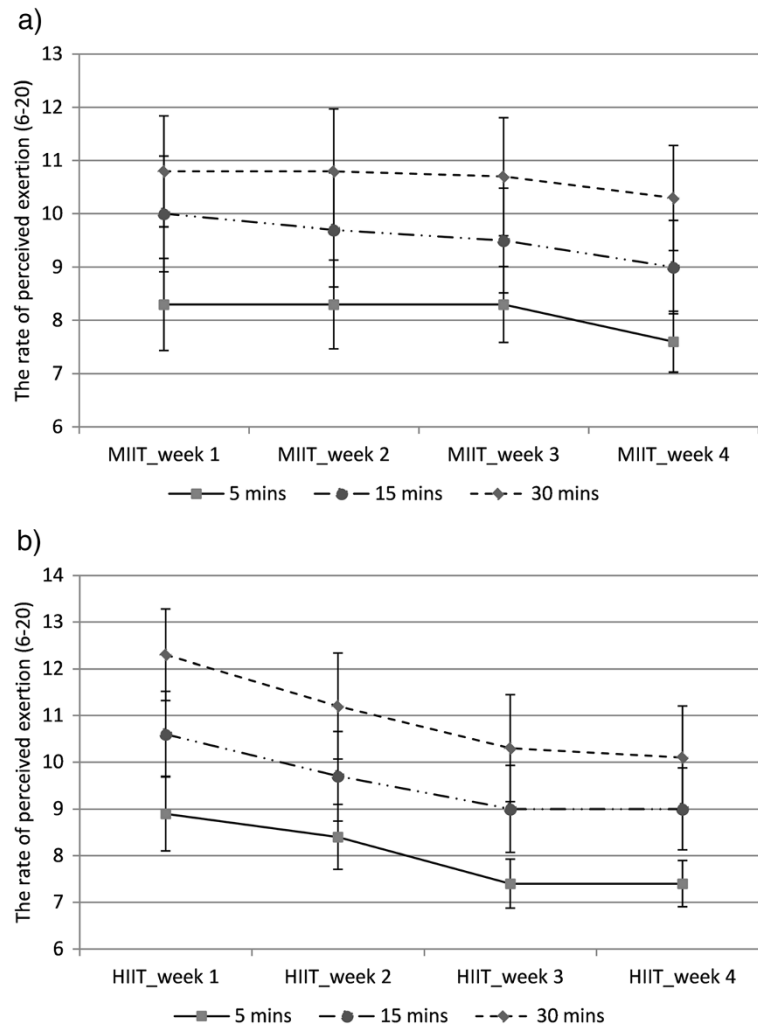 a)
The rate of perceived exertion (6-20)
13
12
11
10
9
8
7
6
MIIT_week 1 MIIT_week 2 MIIT_week 3 MIIT_week 4
5 mins 15 mins 30 mins
b)
The rate of perceived exertion (6-20)
14
13
12
11
10
9
8
7
6
HIIT_week 1 HIIT_week 2 HIIT_week 3 HIIT_week 4
5 mins 15 mins 30 mins